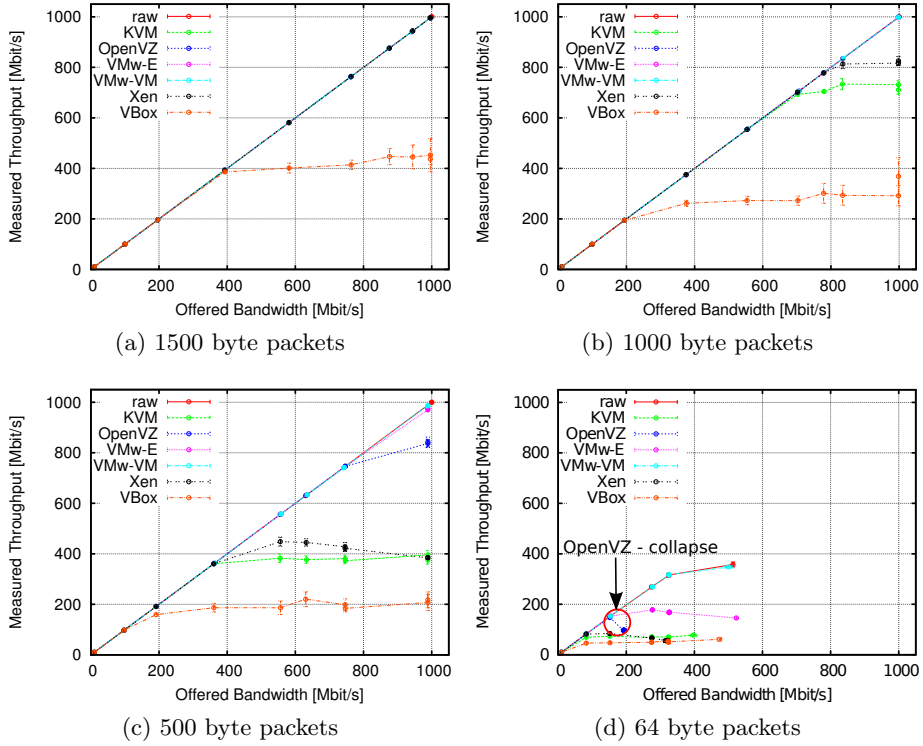 Measured Throughput [Mbit/s]
1000
800
600
400
200
0
raw
KVM
OpenVZ
VMw-E
VMw-VM
Xen
VBox
0 200 400 600 800 1000
Offered Bandwidth [Mbit/s]
(a) 1500 byte packets
Measured Throughput [Mbit/s]
1000
800
600
400
200
0
raw
KVM
OpenVZ
VMw-E
VMw-VM
Xen
VBox
0 200 400 600 800 1000
Offered Bandwidth [Mbit/s]
(b) 1000 byte packets
Measured Throughput [Mbit/s]
1000
800
600
400
200
0
raw
KVM
OpenVZ
VMw-E
VMw-VM
Xen
VBox
0 200 400 600 800 1000
Offered Bandwidth [Mbit/s]
(c) 500 byte packets
Measured Throughput [Mbit/s]
1000
800
600
400
200
0
raw
KVM
OpenVZ
VMw-E
VMw-VM
Xen
VBox
OpenVZ - collapse
0 200 400 600 800 1000
Offered Bandwidth [Mbit/s]
(d) 64 byte packets